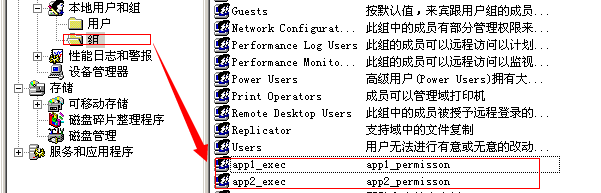 本地用户和组
用户
组
性能日志和警报
设备管理器
存储
可移动存储
磁盘碎片整理程序
磁盘管理
服务和应用程序
Guests 按默认值，来宾跟用户组的成员...
Network Configurat... 此组中的成员有部分管理权限来...
Performance Log Users 此组中的成员可以远程访问以计划...
Performance Monito... 此组的成员可以远程访问以监视...
Power Users 高级用户(Power Users)拥有大...
Print Operators 成员可以管理域打印机
Remote Desktop Users 此组中的成员被授予远程登录的...
Replicator 支持域中的文件复制
Users 用户无法进行有意或无意的改动...
app1_exec app1_permisson
app2_exec app2_permisson